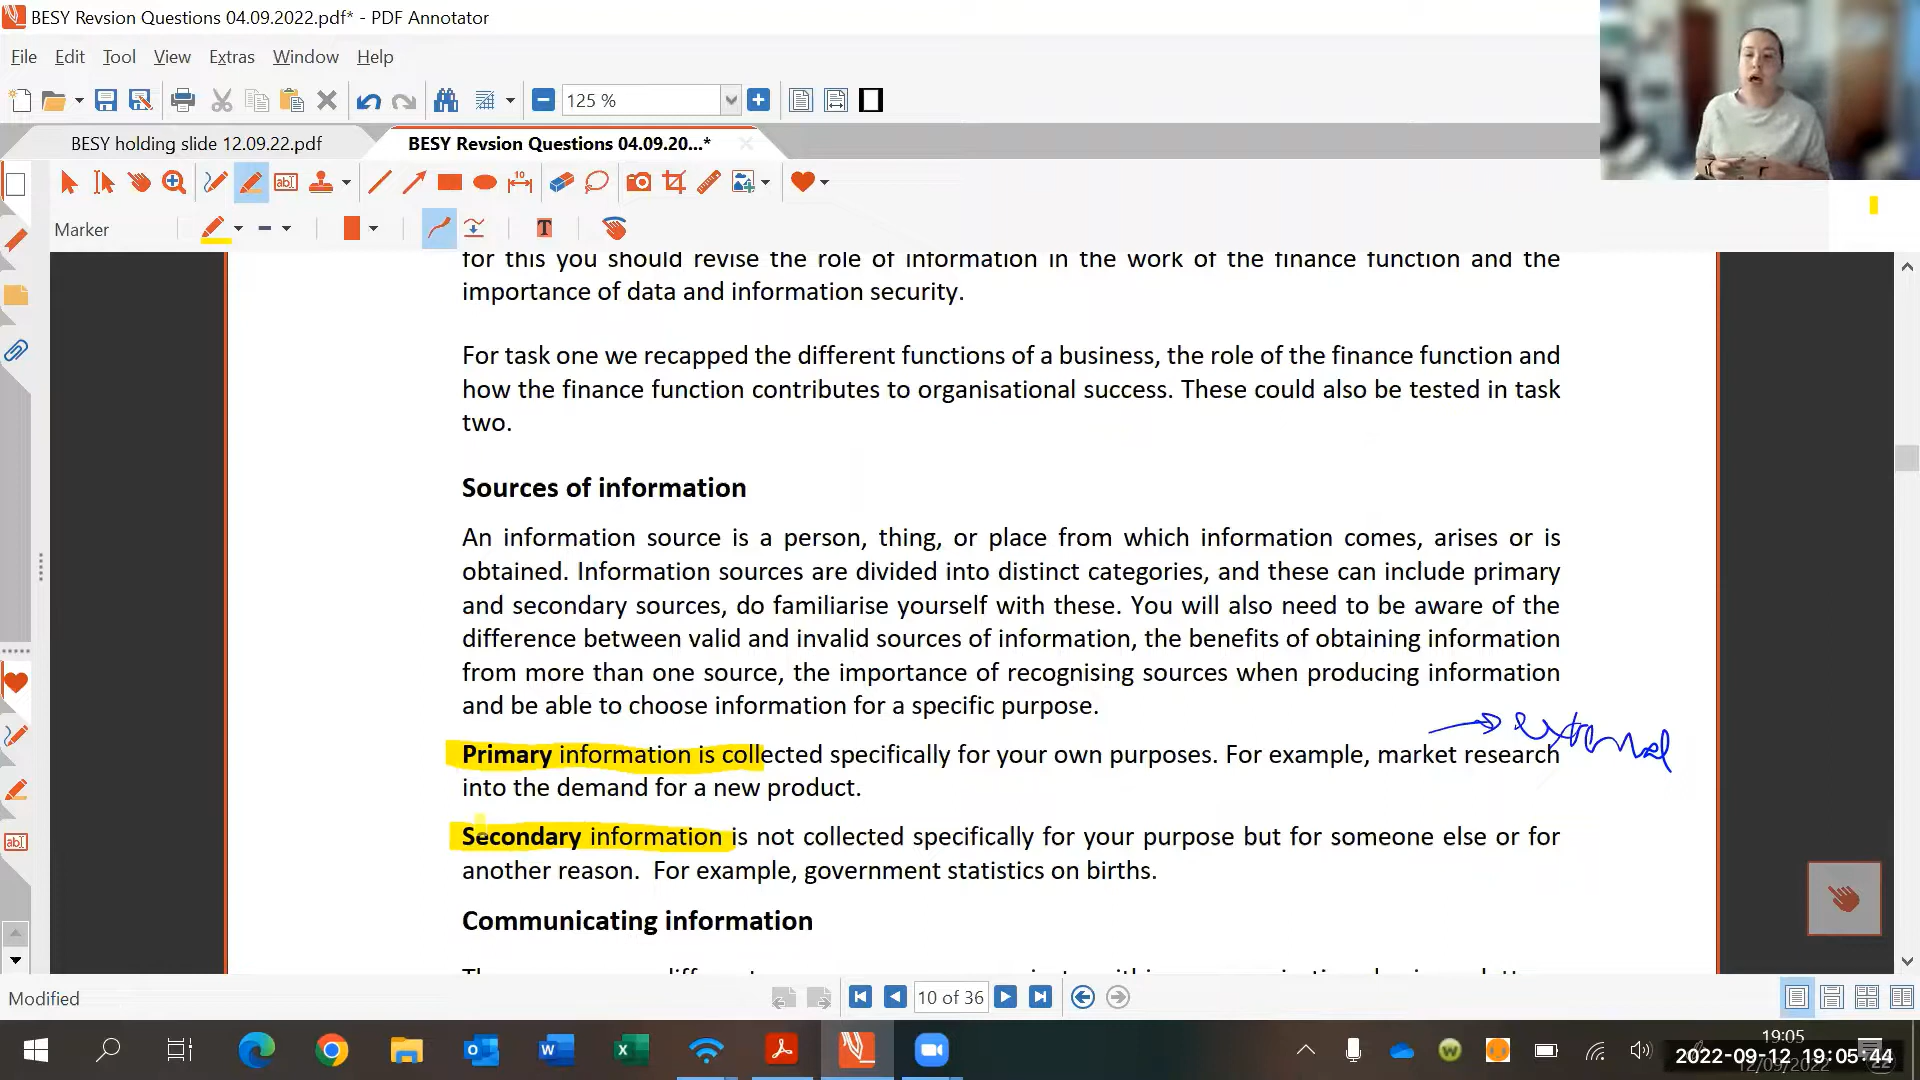 BESY Revsion Questions 04.09.2022.pdf* - PDF Annotator
File Edit Tool View Extras Window Help
125 %
BESY holding slide 12.09.22.pdf
BESY Revsion Questions 04.09.20...*
Marker
for this you should revise the role of information in the work of the finance function and the
importance of data and information security.
For task one we recapped the different functions of a business, the role of the finance function and
how the finance function contributes to organisational success. These could also be tested in task
two.
Sources of information
An information source is a person, thing, or place from which information comes, arises or is
obtained. Information sources are divided into distinct categories, and these can include primary
and secondary sources, do familiarise yourself with these. You will also need to be aware of the
difference between valid and invalid sources of information, the benefits of obtaining information
from more than one source, the importance of recognising sources when producing information
and be able to choose information for a specific purpose.
external
Primary information is collected specifically for your own purposes. For example, market research
into the demand for a new product.
Secondary information is not collected specifically for your purpose but for someone else or for
another reason. For example, government statistics on births.
Communicating information
Modified
10 of 36
19:05
2022-09-12 19:05:44